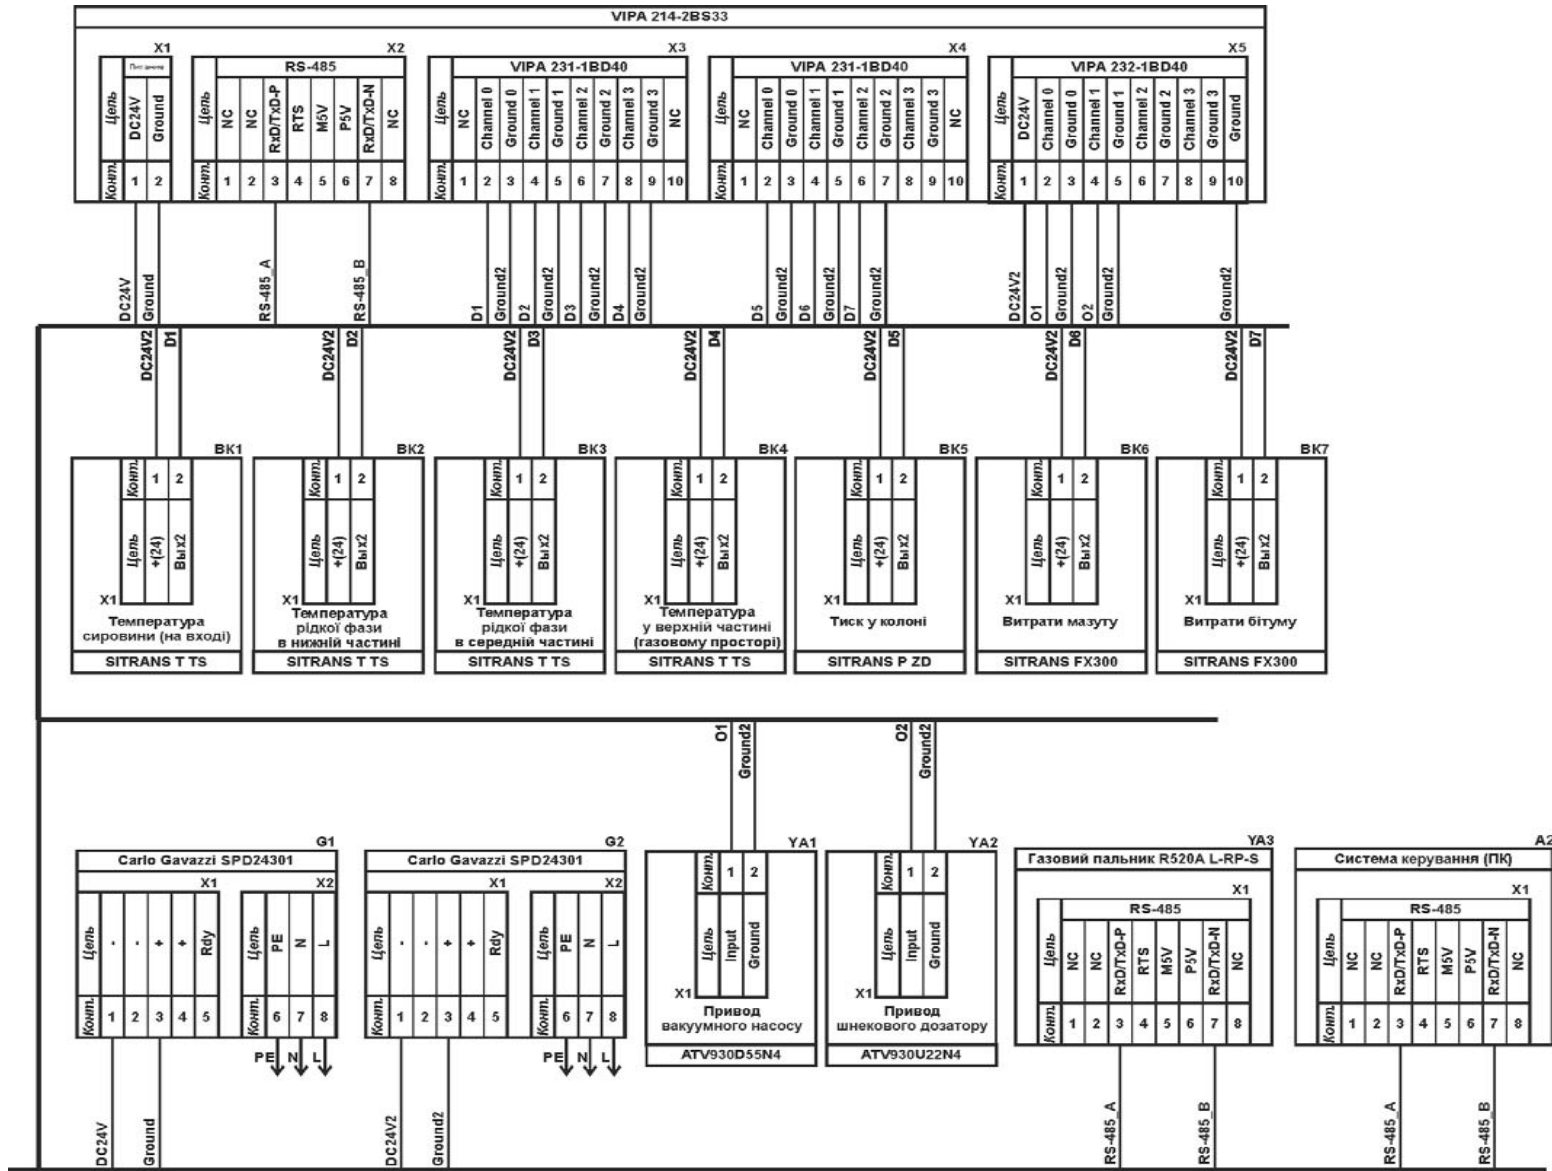 VIPA 214-2BS33
X1
X2
X3
X4
X5
RS-485
VIPA 231-1BD40
VIPA 231-1BD40
VIPA 232-1BD40
Цепь DC24V Ground
Цепь NC NC RxD/TxD-P RTS M5V P5V RxD/TxD-N NC
Цепь NC Channel 0 Ground 0 Channel 1 Ground 1 Channel 2 Ground 2 Channel 3 Ground 3 NC
Цепь NC Channel 0 Ground 0 Channel 1 Ground 1 Channel 2 Ground 2 Channel 3 Ground 3 NC
Цепь DC24V Channel 0 Ground 0 Channel 1 Ground 1 Channel 2 Ground 2 Channel 3 Ground 3 Ground
Конт. 1 2
Конт. 1 2 3 4 5 6 7 8
Конт. 1 2 3 4 5 6 7 8 9 10
Конт. 1 2 3 4 5 6 7 8 9 10
Конт. 1 2 3 4 5 6 7 8 9 10
DC24V Ground
RS-485_A RS-485_B
D1 Ground2 D2 Ground2 D3 Ground2 D4 Ground2
D5 Ground2 D6 Ground2 D7 Ground2
DC24V2 O1 Ground2 O2 Ground2 Ground2
DC24V2 D1
DC24V2 D2
DC24V2 D3
DC24V2 D4
DC24V2 D5
DC24V2 D6
DC24V2 D7
BK1
Конт. 1 2
Цепь +(24) Вых2
X1
Температура
сировини (на вході)
SITRANS T TS
BK2
Конт. 1 2
Цепь +(24) Вых2
X1
Температура
рідкої фази
в нижній частині
SITRANS T TS
BK3
Конт. 1 2
Цепь +(24) Вых2
X1
Температура
рідкої фази
в середній частині
SITRANS T TS
BK4
Конт. 1 2
Цепь +(24) Вых2
X1
Температура
у верхній частині
(газовому просторі)
SITRANS T TS
BK5
Конт. 1 2
Цепь +(24) Вых2
X1
Тиск у колоні
SITRANS P ZD
BK6
Конт. 1 2
Цепь +(24) Вых2
X1
Витрати мазуту
SITRANS FX300
BK7
Конт. 1 2
Цепь +(24) Вых2
X1
Витрати бітуму
SITRANS FX300
O1 Ground2
O2 Ground2
G1
Carlo Gavazzi SPD24301
X1
X2
Цепь - - + + Rdy
Цепь PE N L
Конт. 1 2 3 4 5
Конт. 6 7 8
PE N L
DC24V Ground
G2
Carlo Gavazzi SPD24301
X1
X2
Цепь - - + + Rdy
Цепь PE N L
Конт. 1 2 3 4 5
Конт. 6 7 8
PE N L
DC24V2 Ground2
YA1
Конт. 1 2
Цепь Input Ground
X1
Привод
вакуумного насосу
ATV930D55N4
YA2
Конт. 1 2
Цепь Input Ground
X1
Привод
шнекового дозатору
ATV930U22N4
YA3
Газовий пальник R520A L-RP-S
X1
RS-485
Цепь NC NC RxD/TxD-P RTS M5V P5V RxD/TxD-N NC
Конт. 1 2 3 4 5 6 7 8
RS-485_A RS-485_B
A2
Система керування (ПК)
X1
RS-485
Цепь NC NC RxD/TxD-P RTS M5V P5V RxD/TxD-N NC
Конт. 1 2 3 4 5 6 7 8
RS-485_A RS-485_B